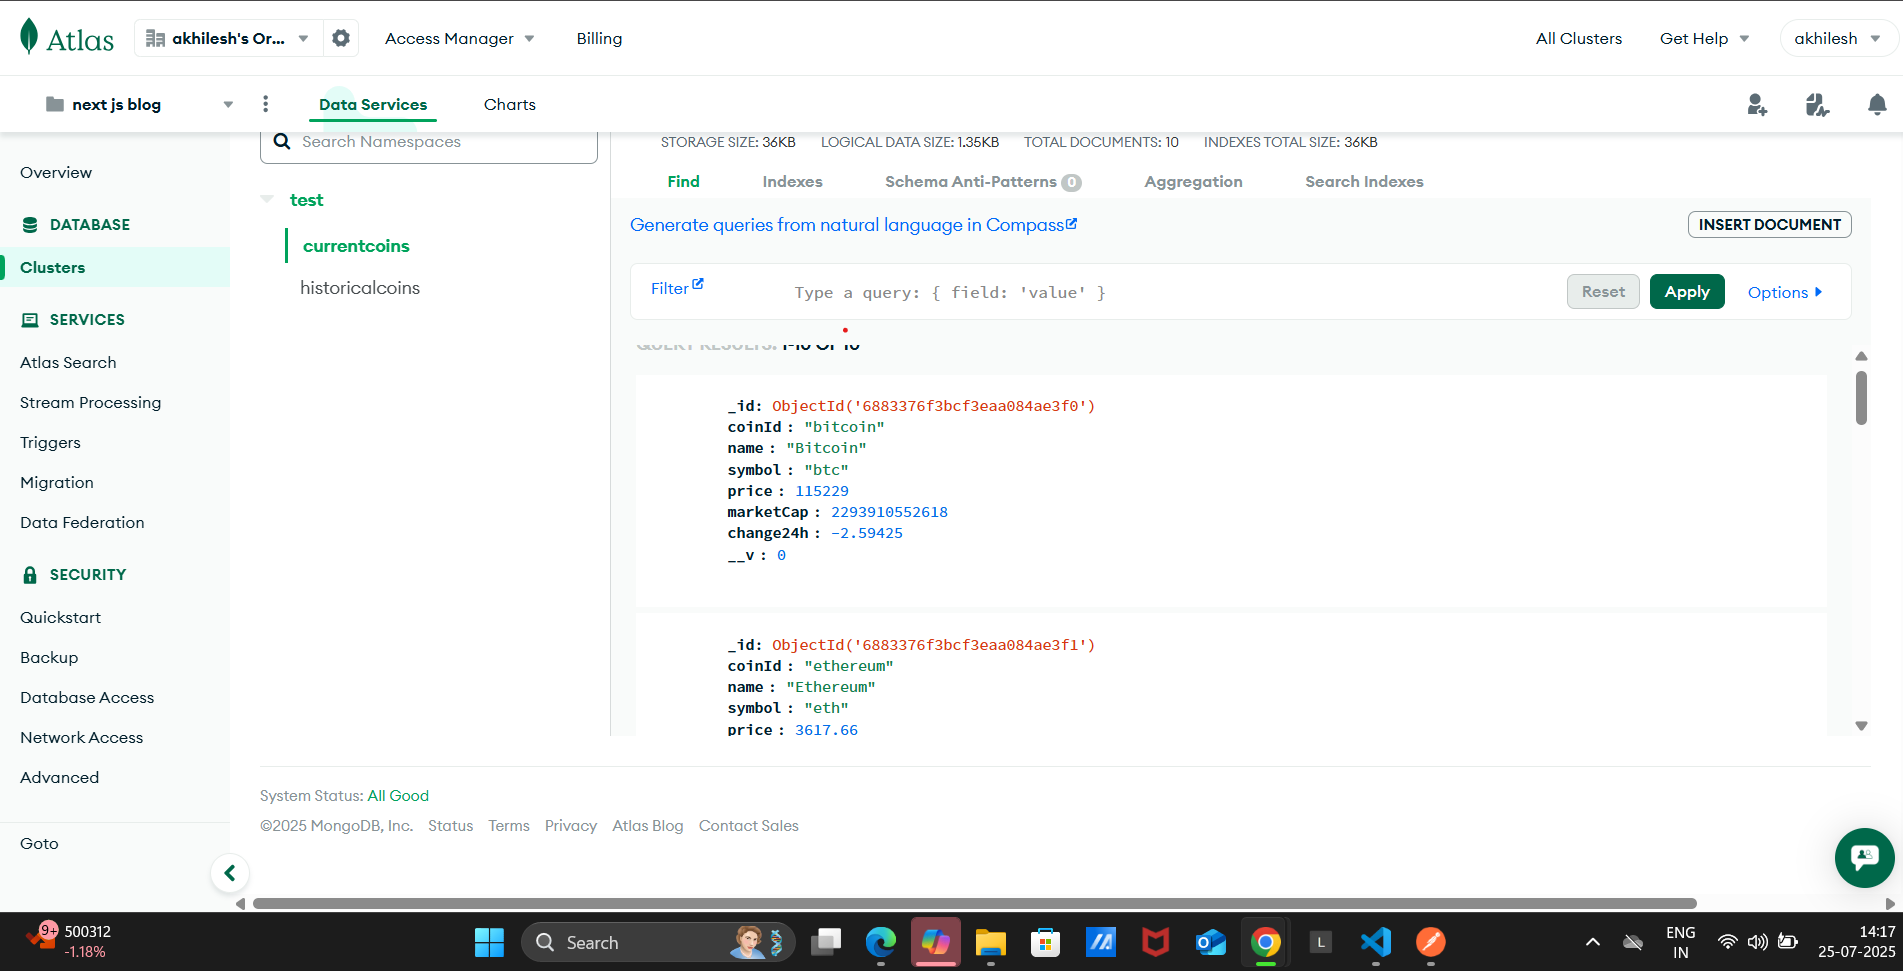 Atlas
akhilesh's Or...
Access Manager
Billing
All Clusters
Get Help
akhilesh
next js blog
Data Services
Charts
Overview
DATABASE
Clusters
SERVICES
Atlas Search
Stream Processing
Triggers
Migration
Data Federation
SECURITY
Quickstart
Backup
Database Access
Network Access
Advanced
Goto
Search Namespaces
test
currentcoins
historicalcoins
STORAGE SIZE: 36KB LOGICAL DATA SIZE: 1.35KB TOTAL DOCUMENTS: 10 INDEXES TOTAL SIZE: 36KB
Find Indexes Schema Anti-Patterns 0 Aggregation Search Indexes
Generate queries from natural language in Compass
INSERT DOCUMENT
Filter
Type a query: { field: 'value' }
Reset
Apply
Options
QUERY RESULTS: 1-10 OF 10
_id: ObjectId('6883376f3bcf3eaa084ae3f0')
coinId : "bitcoin"
name : "Bitcoin"
symbol : "btc"
price : 115229
marketCap : 2293910552618
change24h : -2.59425
__v : 0
_id: ObjectId('6883376f3bcf3eaa084ae3f1')
coinId : "ethereum"
name : "Ethereum"
symbol : "eth"
price : 3617.66
System Status: All Good
©2025 MongoDB, Inc. Status Terms Privacy Atlas Blog Contact Sales
9+
500312
-1.18%
Search
L
ENG
IN
14:17
25-07-2025